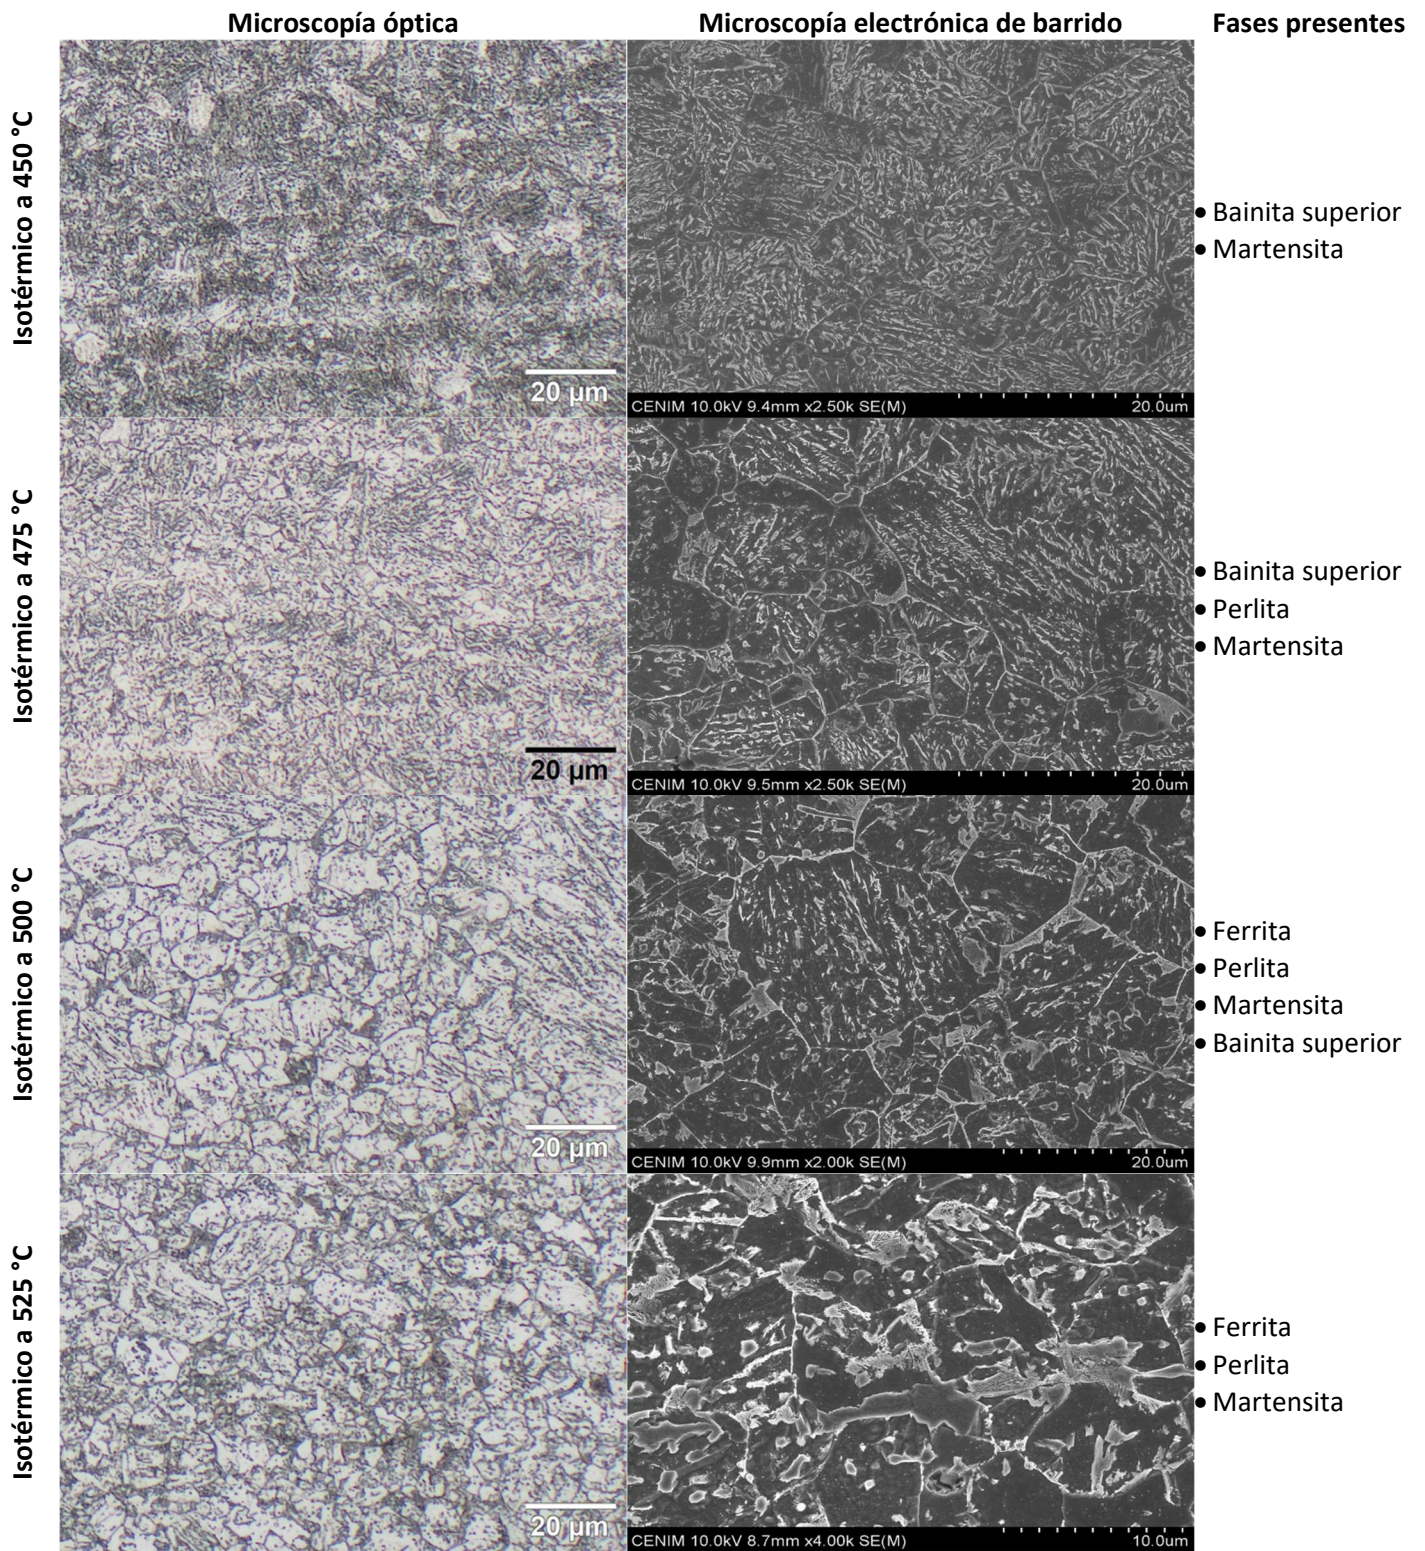 Microscopía óptica
Microscopía electrónica de barrido
Fases presentes
Isotérmico a 450 °C
20 µm
CENIM 10.0kV 9.4mm x2.50k SE(M)
20.0um
• Bainita superior
• Martensita
Isotérmico a 475 °C
20 µm
CENIM 10.0kV 9.5mm x2.50k SE(M)
20.0um
• Bainita superior
• Perlita
• Martensita
Isotérmico a 500 °C
20 µm
CENIM 10.0kV 9.9mm x2.00k SE(M)
20.0um
• Ferrita
• Perlita
• Martensita
• Bainita superior
Isotérmico a 525 °C
20 µm
CENIM 10.0kV 8.7mm x4.00k SE(M)
10.0um
• Ferrita
• Perlita
• Martensita